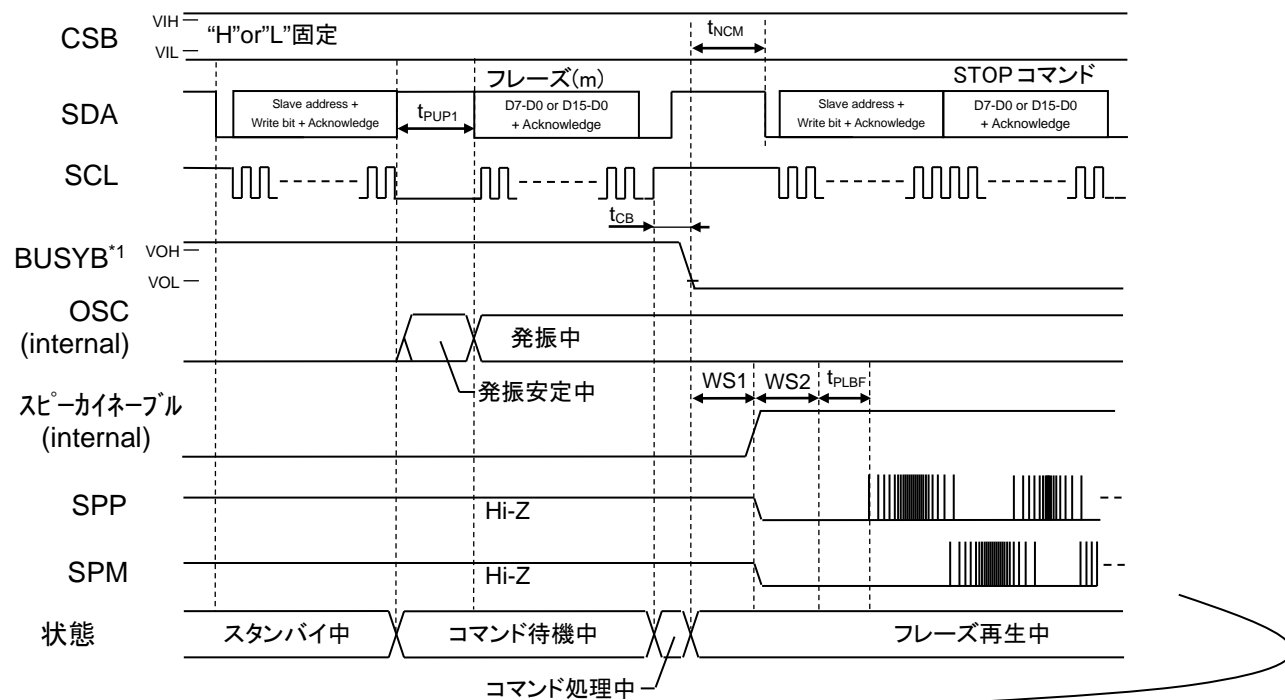 CSB
VIH
VIL
“H”or”L”固定
tNCM
SDA
Slave address +
Write bit + Acknowledge
tPUP1
フレーズ(m)
D7-D0 or D15-D0
+ Acknowledge
STOPコマンド
Slave address +
Write bit + Acknowledge
D7-D0 or D15-D0
+ Acknowledge
SCL
tCB
BUSYB*1
VOH
VOL
OSC
(internal)
発振中
発振安定中
スピーカイネーブル
(internal)
WS1
WS2
tPLBF
SPP
Hi-Z
SPM
Hi-Z
状態
スタンバイ中
コマンド待機中
フレーズ再生中
コマンド処理中